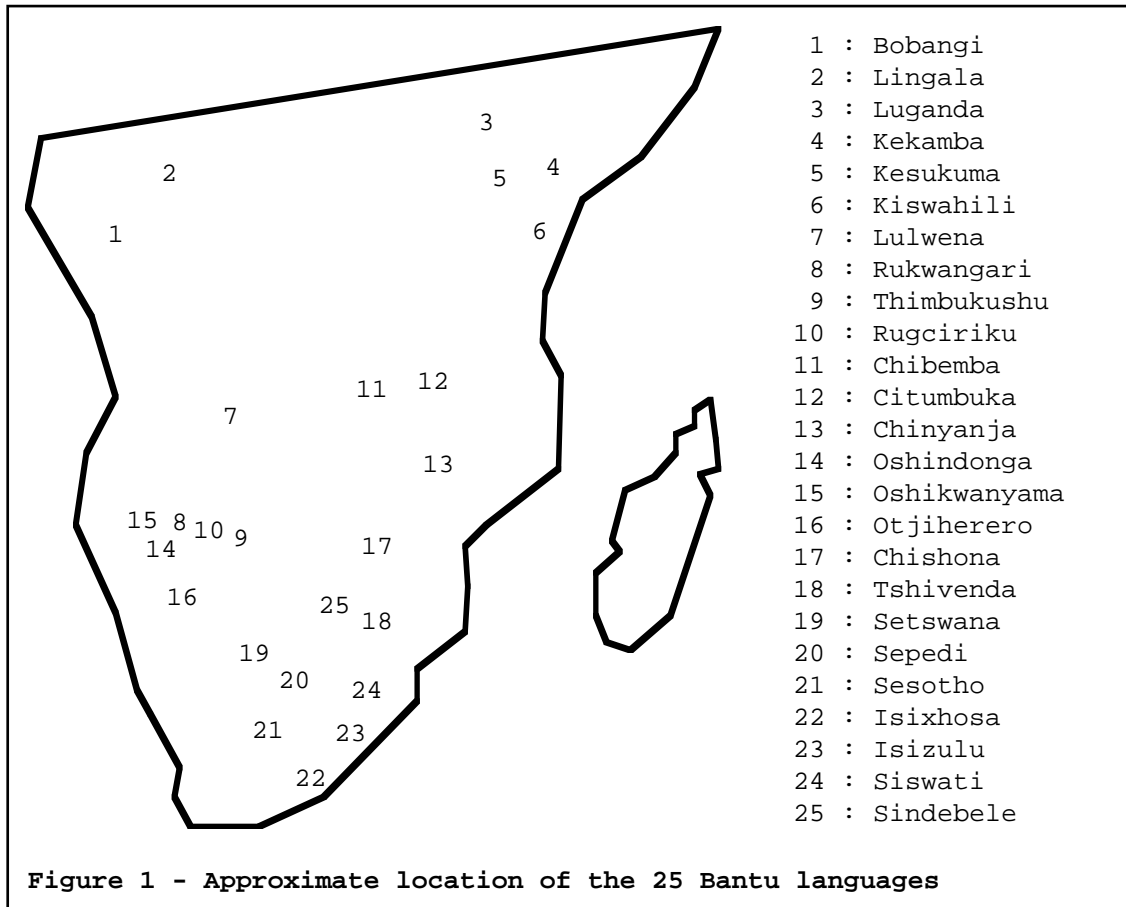 1 : Bobangi
2 : Lingala
3 : Luganda
4 : Kekamba
5 : Kesukuma
6 : Kiswahili
7 : Lulwena
8 : Rukwangari
9 : Thimbukushu
10 : Rugciriku
11 : Chibemba
12 : Citumbuka
13 : Chinyanja
14 : Oshindonga
15 : Oshikwanyama
16 : Otjiherero
17 : Chishona
18 : Tshivenda
19 : Setswana
20 : Sepedi
21 : Sesotho
22 : Isixhosa
23 : Isizulu
24 : Siswati
25 : Sindebele
3
2
4
5
1
6
12
11
7
13
15 8
10
9
14
17
16
25
18
19
20
24
21
23
22
Figure 1 - Approximate location of the 25 Bantu languages